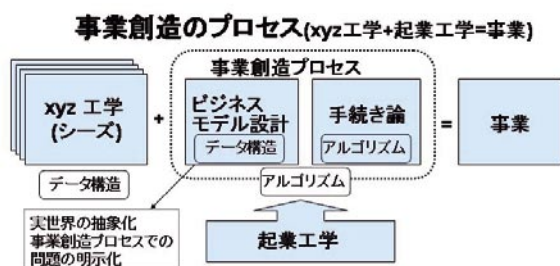 事業創造のプロセス(xyz工学+起業工学=事業)
事業創造プロセス
xyz 工学
(シーズ)
+
ビジネス
モデル設計
データ構造
手続き論
アルゴリズム
=
事業
データ構造
アルゴリズム
実世界の抽象化
事業創造プロセスでの
問題の明示化
起業工学